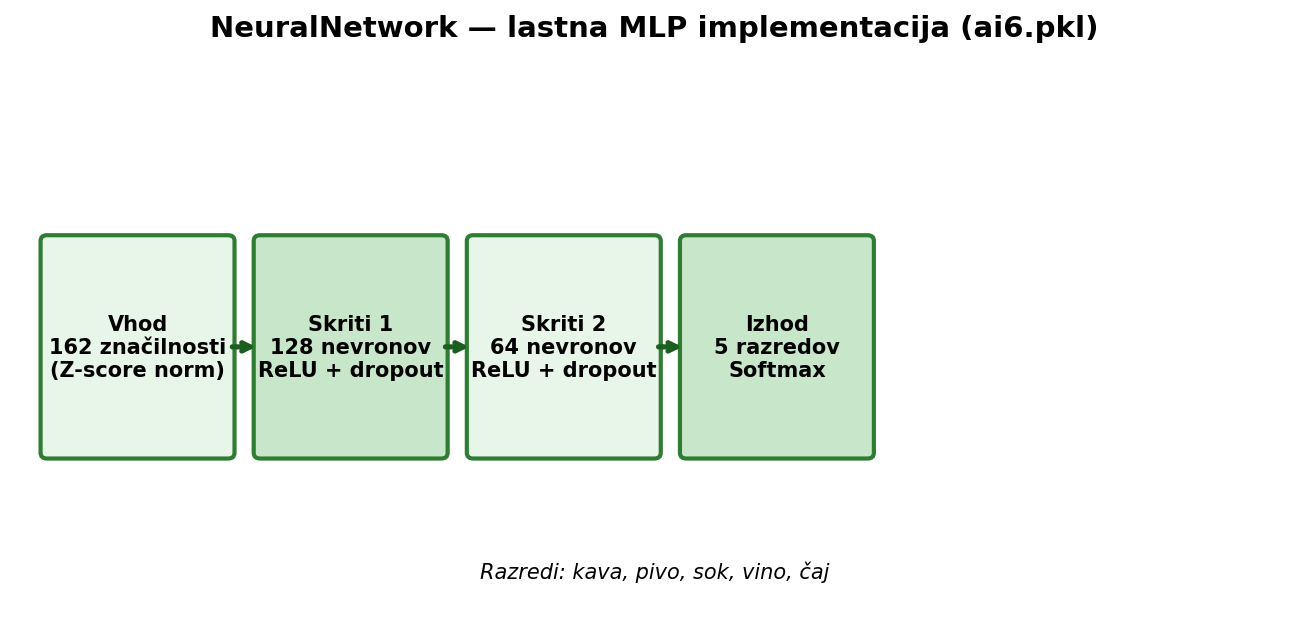 NeuralNetwork — lastna MLP implementacija (ai6.pkl)
Vhod
162 značilnosti
(Z-score norm)
Skriti 1
128 nevronov
ReLU + dropout
Skriti 2
64 nevronov
ReLU + dropout
Izhod
5 razredov
Softmax
Razredi: kava, pivo, sok, vino, čaj